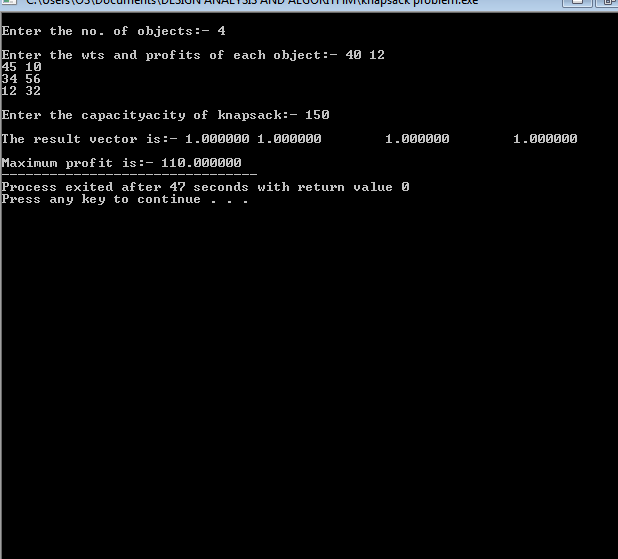 C:\Users\OS\Documents\DESIGN ANALYSIS AND ALGORITHM\knapsack problem.exe
Enter the no. of objects:- 4
Enter the wts and profits of each object:- 40 12
45 10
34 56
12 32
Enter the capacityacity of knapsack:- 150
The result vector is:- 1.000000 1.000000 1.000000 1.000000
Maximum profit is:- 110.000000
--------------------------------
Process exited after 47 seconds with return value 0
Press any key to continue . . .